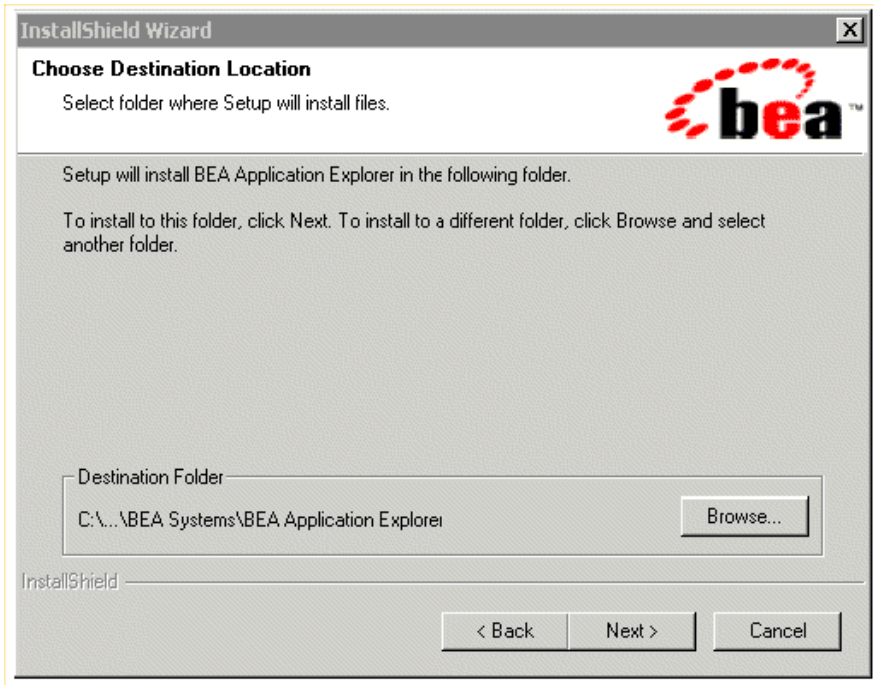 InstallShield Wizard
Choose Destination Location
Select folder where Setup will install files.
bea™
Setup will install BEA Application Explorer in the following folder.
To install to this folder, click Next. To install to a different folder, click Browse and select
another folder.
Destination Folder
C:\...\BEA Systems\BEA Application Explorer
Browse...
InstallShield
< Back
Next >
Cancel